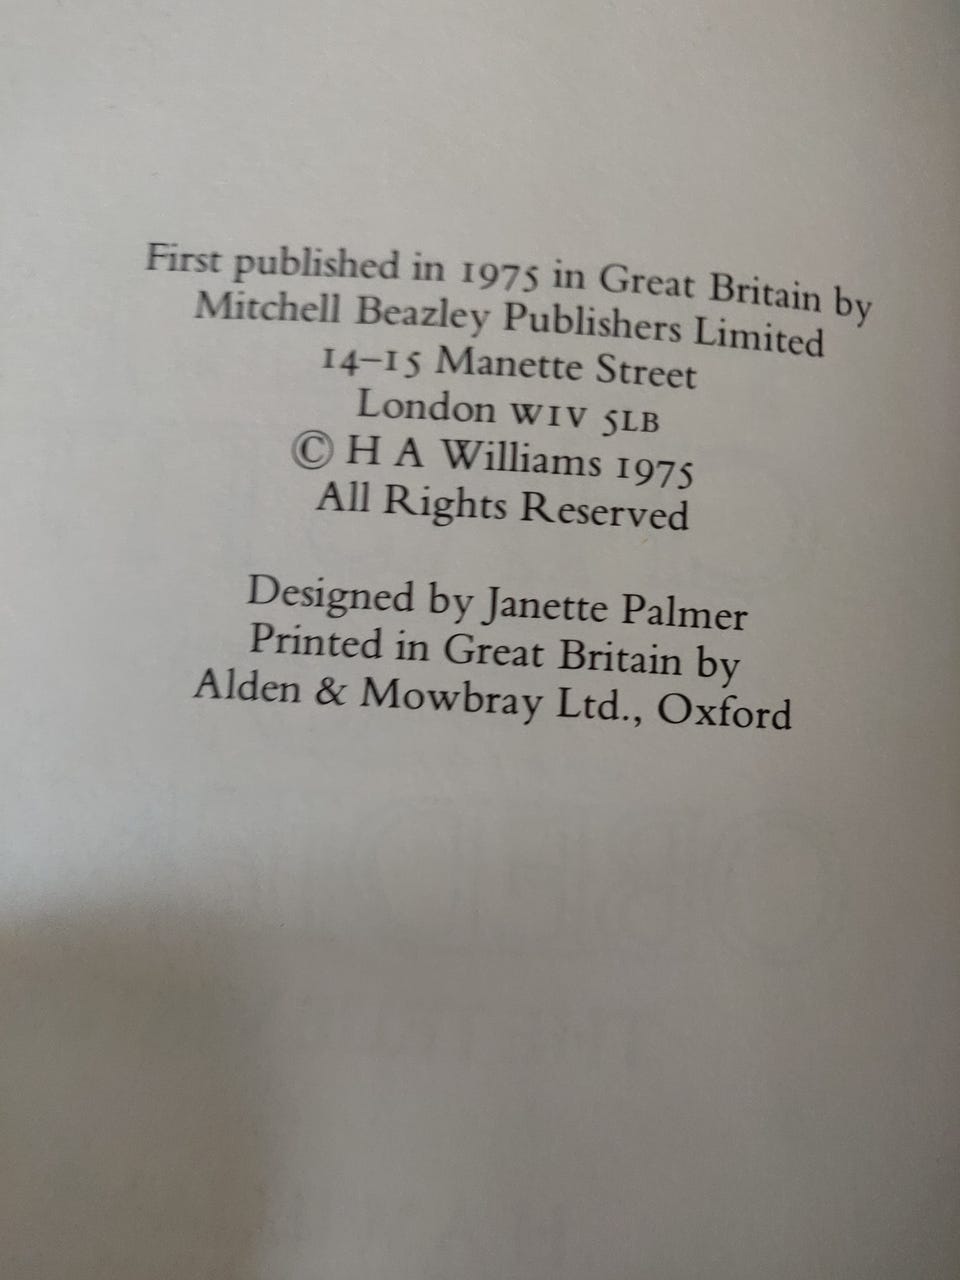 First published in 1975 in Great Britain by
Mitchell Beazley Publishers Limited
14–15 Manette Street
London W1V 5LB
© H A Williams 1975
All Rights Reserved
Designed by Janette Palmer
Printed in Great Britain by
Alden & Mowbray Ltd., Oxford